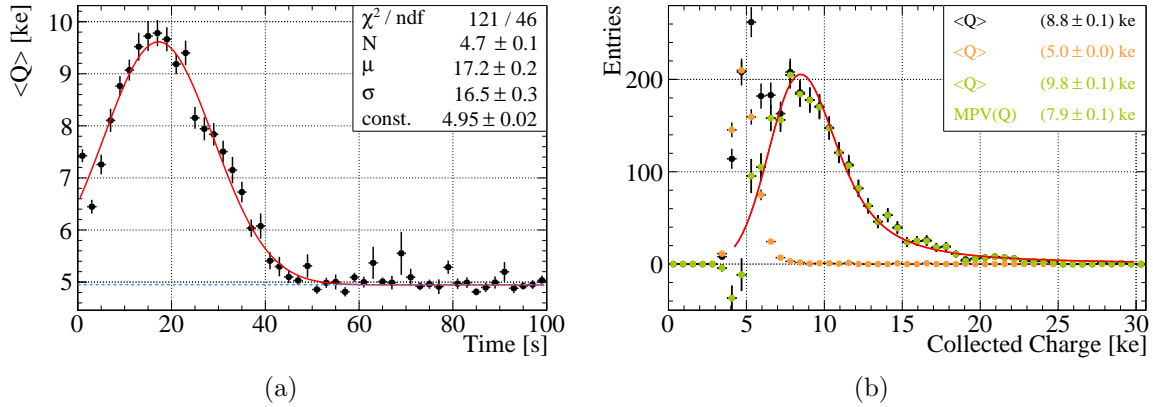 <Q> [ke]
10
9
8
7
6
5
0 20 40 60 80 100
Time [s]
χ² / ndf 121 / 46
N 4.7 ± 0.1
μ 17.2 ± 0.2
σ 16.5 ± 0.3
const. 4.95 ± 0.02
(a)
Entries
200
100
0
0 5 10 15 20 25 30
Collected Charge [ke]
<Q> (8.8 ± 0.1) ke
<Q> (5.0 ± 0.0) ke
<Q> (9.8 ± 0.1) ke
MPV(Q) (7.9 ± 0.1) ke
(b)